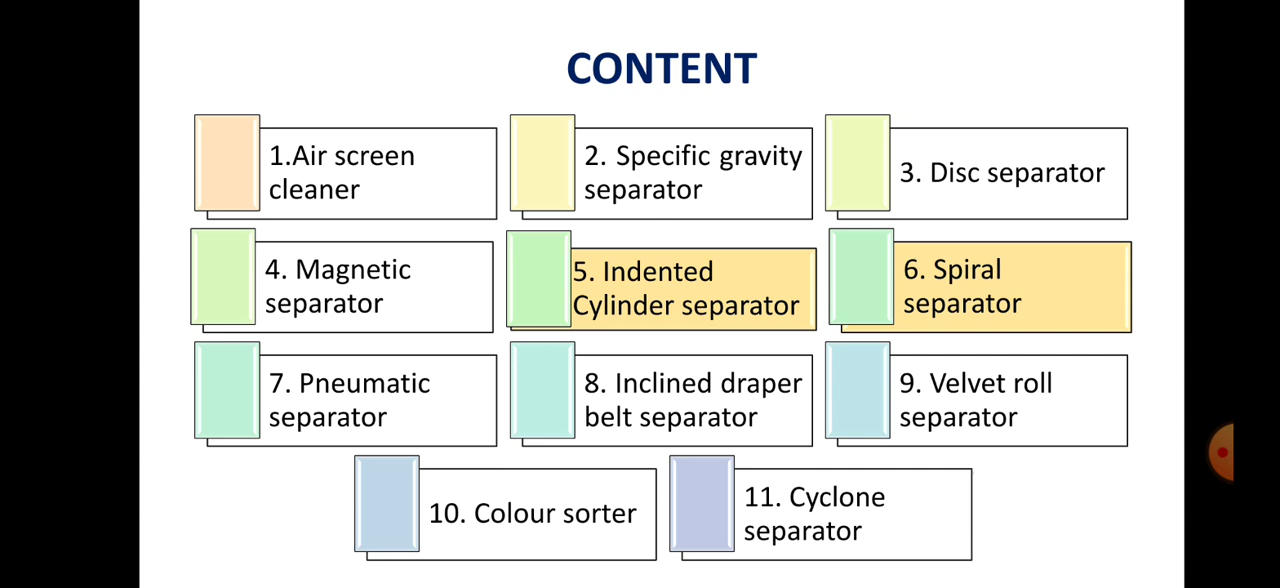 CONTENT
1.Air screen
cleaner
2. Specific gravity
separator
3. Disc separator
4. Magnetic
separator
5. Indented
Cylinder separator
6. Spiral
separator
7. Pneumatic
separator
8. Inclined draper
belt separator
9. Velvet roll
separator
10. Colour sorter
11. Cyclone
separator